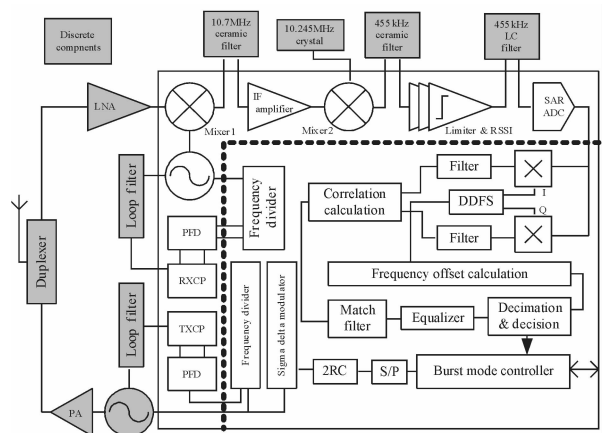 Discrete
compnents
10.7MHz
ceramic
filter
10.245MHz
crystal
455 kHz
ceramic
filter
455 kHz
LC
filter
LNA
Mixer1
IF
amplifier
Mixer2
Limiter & RSSI
SAR
ADC
Loop filter
Frequency
divider
PFD
RXCP
Correlation
calculation
Filter
I
DDFS
Q
Filter
Duplexer
Frequency offset calculation
Loop filter
TXCP
PFD
Frequency divider
Sigma delta modulator
Match
filter
Equalizer
Decimation
& decision
2RC
S/P
Burst mode controller
PA